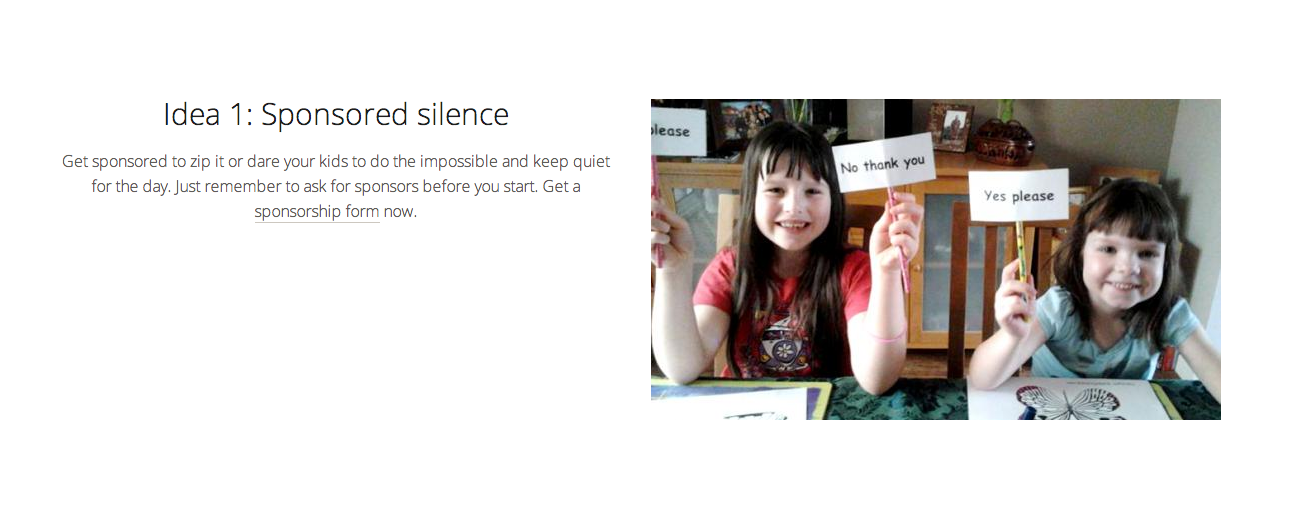 Idea 1: Sponsored silence
Get sponsored to zip it or dare your kids to do the impossible and keep quiet
for the day. Just remember to ask for sponsors before you start. Get a
sponsorship form now.
please
No thank you
Yes please